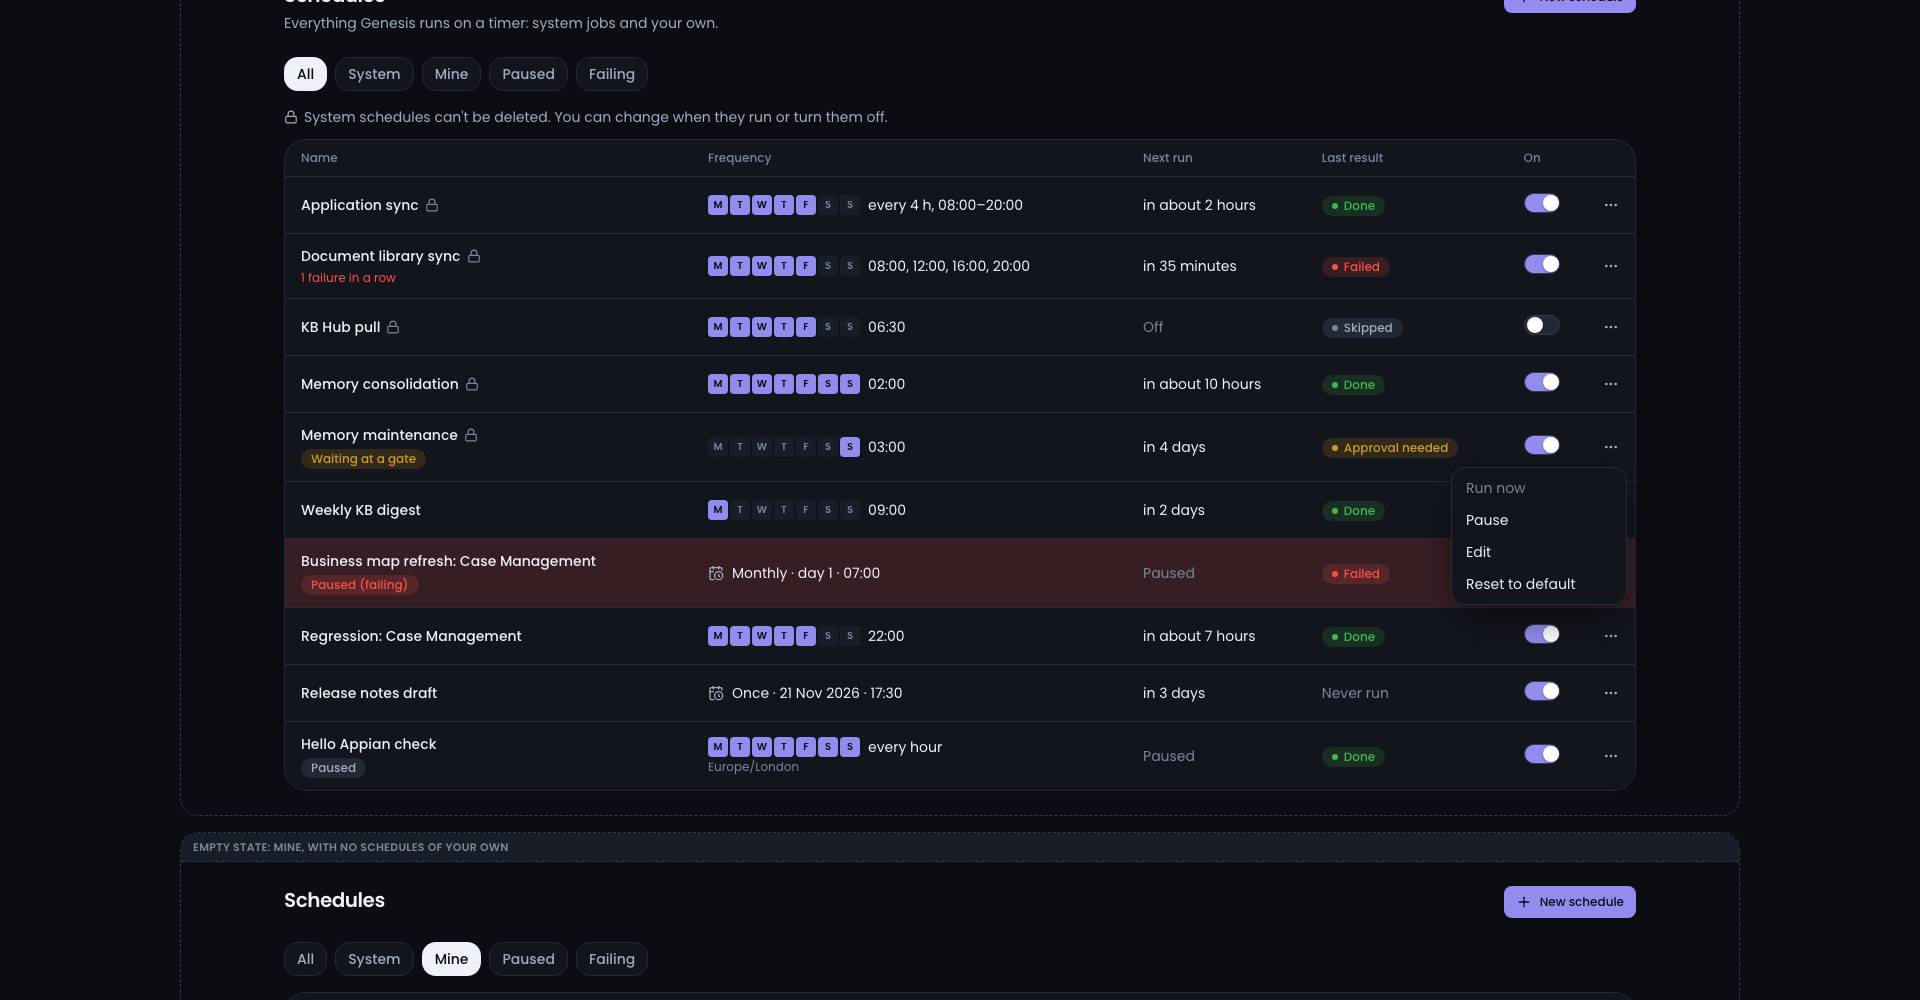 Schedules
New schedule
Everything Genesis runs on a timer: system jobs and your own.
All System Mine Paused Failing
System schedules can't be deleted. You can change when they run or turn them off.
Name Frequency Next run Last result On
Application sync M T W T F S S every 4 h, 08:00–20:00 in about 2 hours Done
Document library sync M T W T F S S 08:00, 12:00, 16:00, 20:00 in 35 minutes Failed
1 failure in a row
KB Hub pull M T W T F S S 06:30 Off Skipped
Memory consolidation M T W T F S S 02:00 in about 10 hours Done
Memory maintenance M T W T F S S 03:00 in 4 days Approval needed
Waiting at a gate
Run now
Pause
Edit
Reset to default
Weekly KB digest M T W T F S S 09:00 in 2 days Done
Business map refresh: Case Management Monthly · day 1 · 07:00 Paused Failed
Paused (failing)
Regression: Case Management M T W T F S S 22:00 in about 7 hours Done
Release notes draft Once · 21 Nov 2026 · 17:30 in 3 days Never run
Hello Appian check M T W T F S S every hour Paused Done
Paused Europe/London
EMPTY STATE: MINE, WITH NO SCHEDULES OF YOUR OWN
Schedules
New schedule
All System Mine Paused Failing